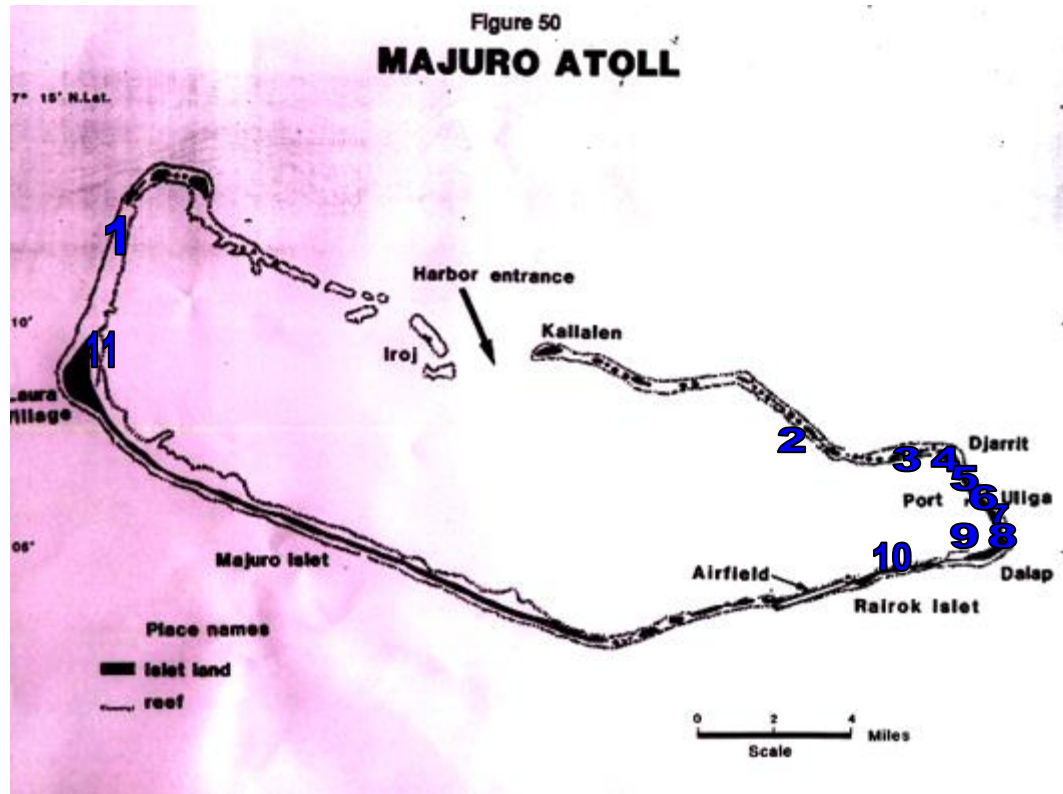 Figure 50
MAJURO ATOLL
7° 15' N.Lat.
1
Harbor entrance
10'
Kallalen
11
Iroj
Laura
Village
2
Djarrit
3
4
5
Port
6
Uliga
7
9
8
05'
10
Majuro Islet
Airfield
Dalap
Rairok Islet
Place names
Islet land
reef
0 2 4
Miles
Scale